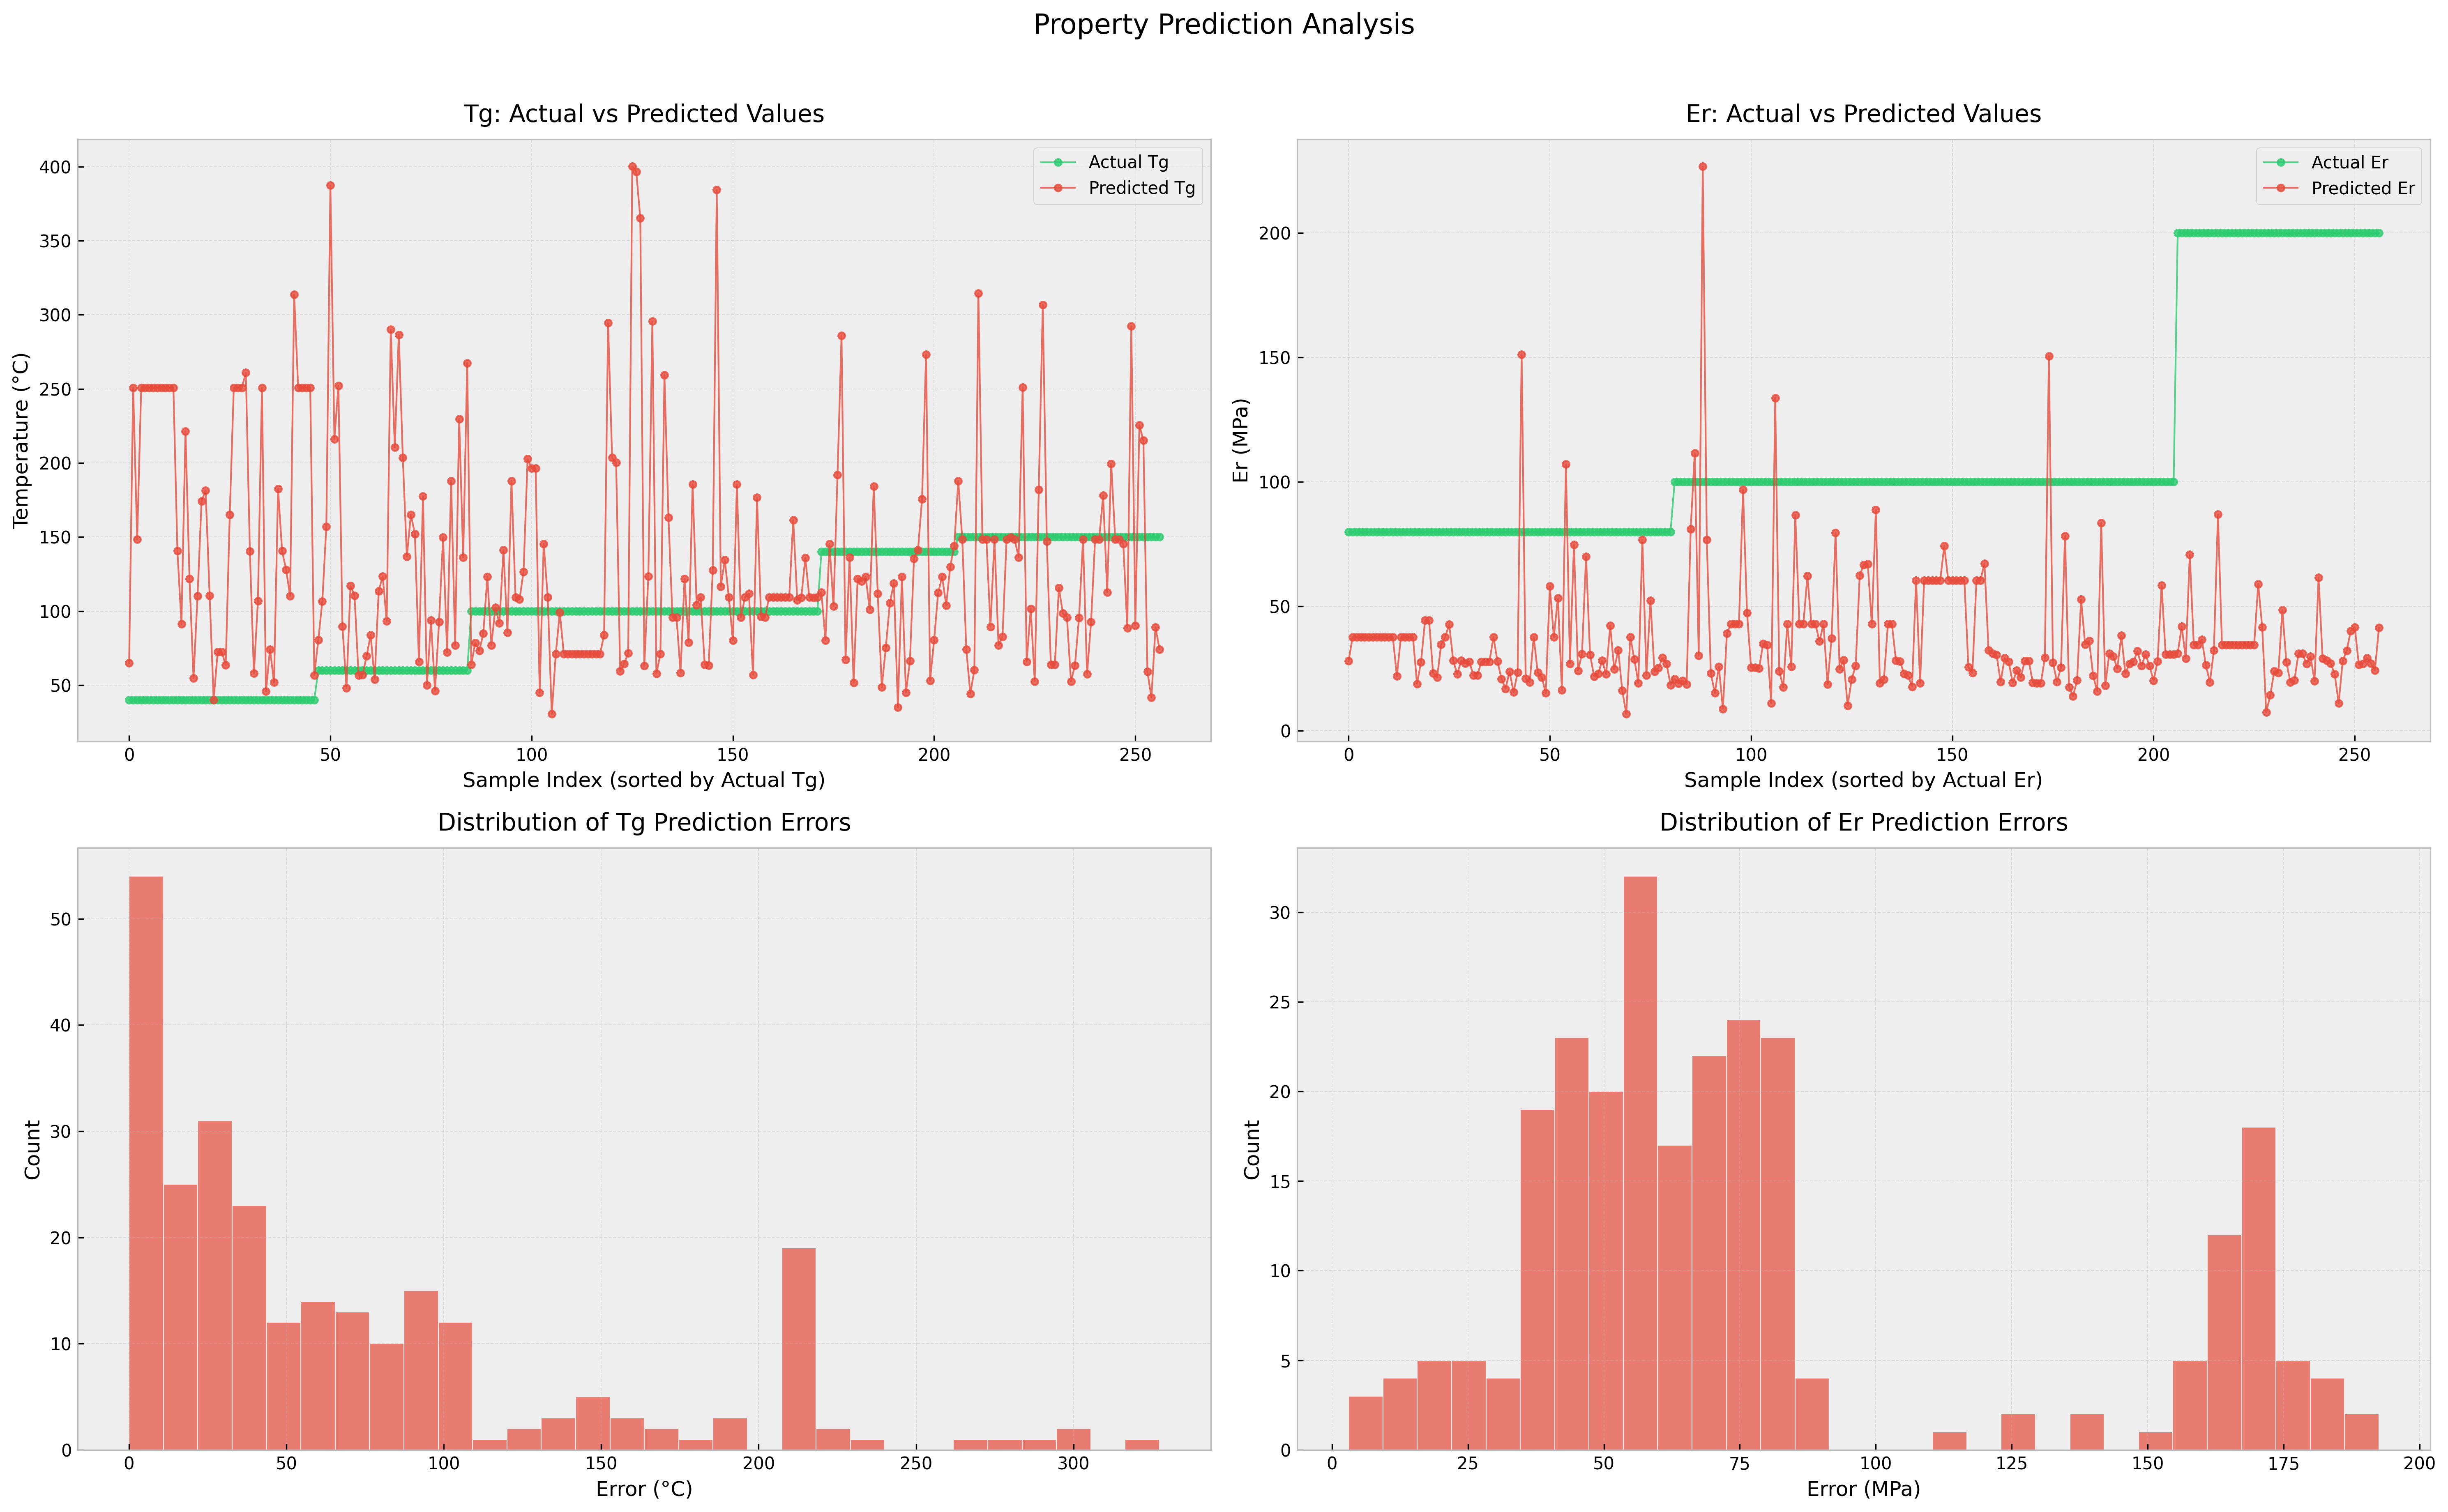 Property Prediction Analysis
Tg: Actual vs Predicted Values
Er: Actual vs Predicted Values
Temperature (°C)
400
350
300
250
200
150
100
50
Actual Tg
Predicted Tg
0 50 100 150 200 250
Sample Index (sorted by Actual Tg)
Er (MPa)
200
150
100
50
0
Actual Er
Predicted Er
0 50 100 150 200 250
Sample Index (sorted by Actual Er)
Distribution of Tg Prediction Errors
Distribution of Er Prediction Errors
Count
50
40
30
20
10
0
0 50 100 150 200 250 300
Error (°C)
Count
30
25
20
15
10
5
0
0 25 50 75 100 125 150 175 200
Error (MPa)